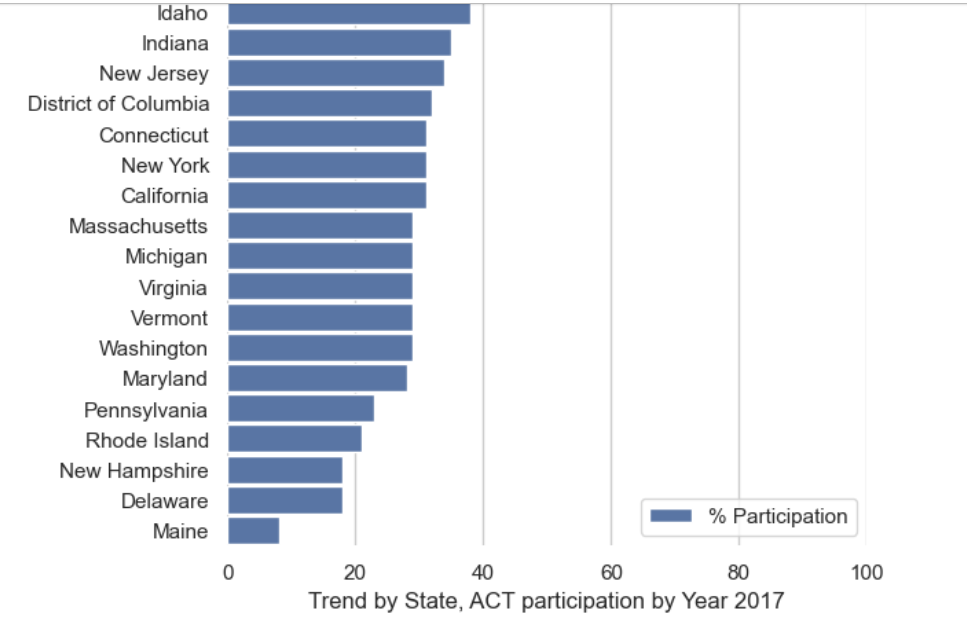 Idaho
Indiana
New Jersey
District of Columbia
Connecticut
New York
California
Massachusetts
Michigan
Virginia
Vermont
Washington
Maryland
Pennsylvania
Rhode Island
New Hampshire
Delaware
Maine
% Participation
0 20 40 60 80 100
Trend by State, ACT participation by Year 2017